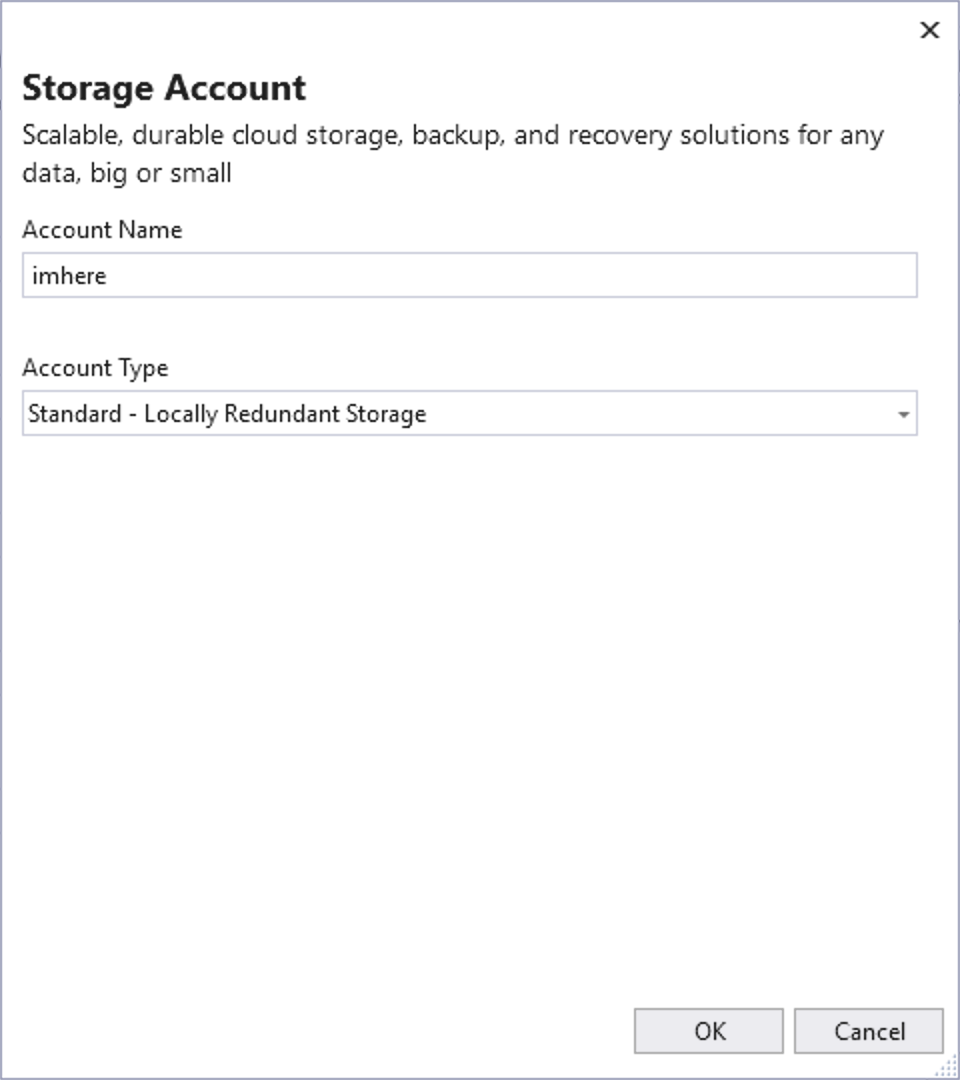 Storage Account
Scalable, durable cloud storage, backup, and recovery solutions for any
data, big or small
Account Name
imhere
Account Type
Standard - Locally Redundant Storage
OK
Cancel